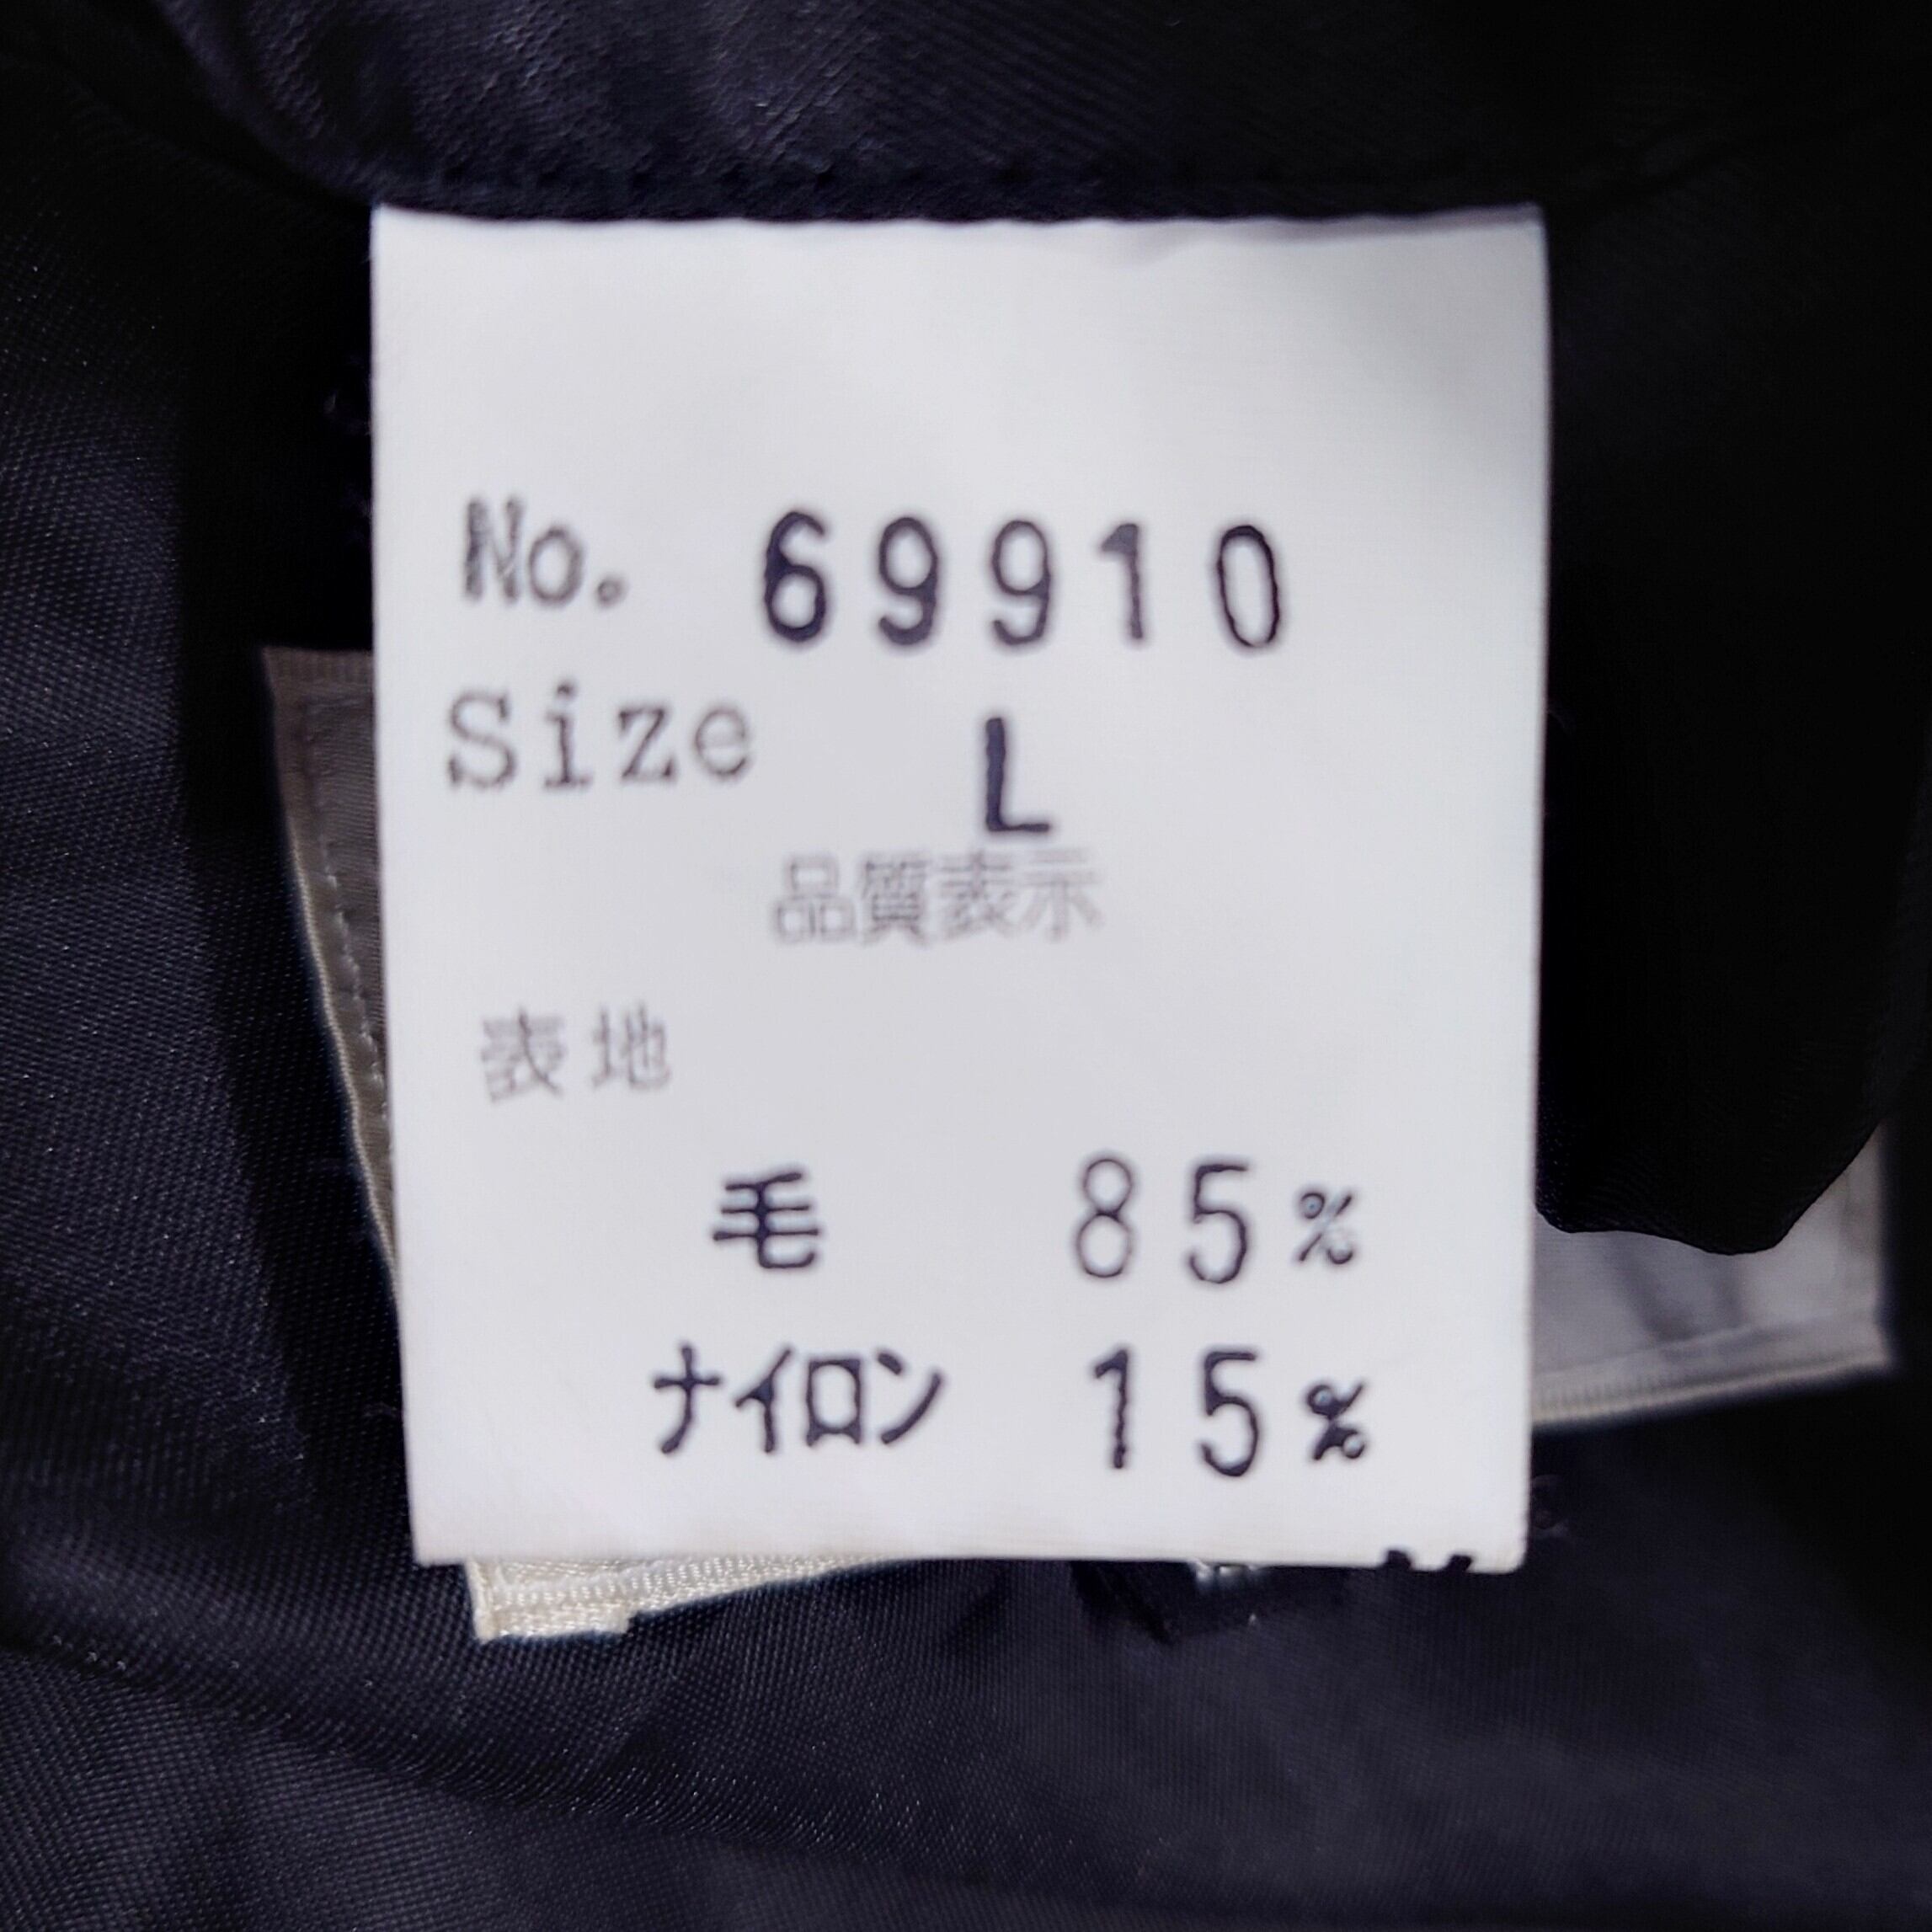 No. 69910
Size L
品質表示
表地
毛 85%
ナイロン 15%